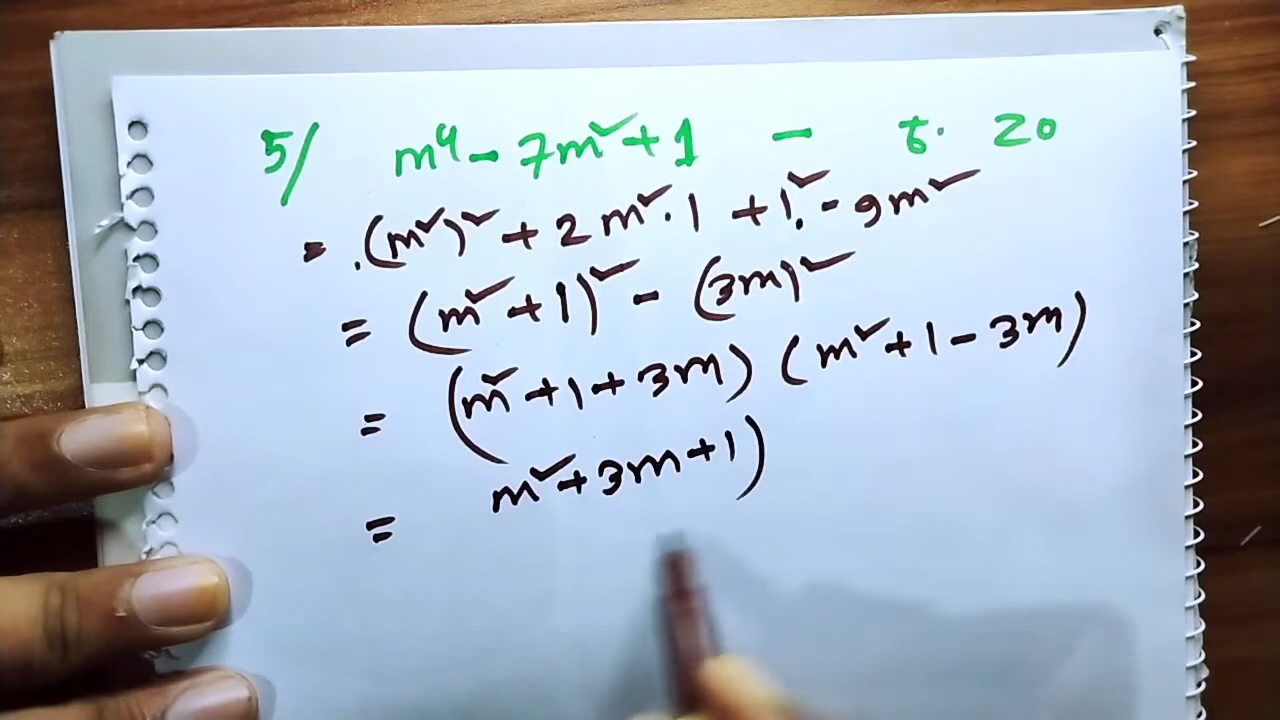 5/ m⁴ - 7m² + 1 - চ. 20
= (m²)² + 2m².1 + 1² - 9m²
= (m² + 1)² - (3m)²
= (m² + 1 + 3m) (m² + 1 - 3m)
= m² + 3m + 1)